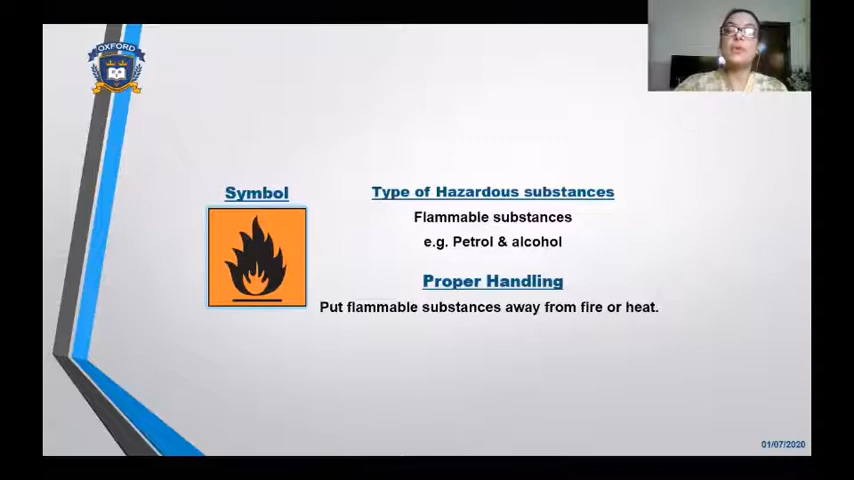 OXFORD
Symbol
Type of Hazardous substances
Flammable substances
e.g. Petrol & alcohol
Proper Handling
Put flammable substances away from fire or heat.
01/07/2020